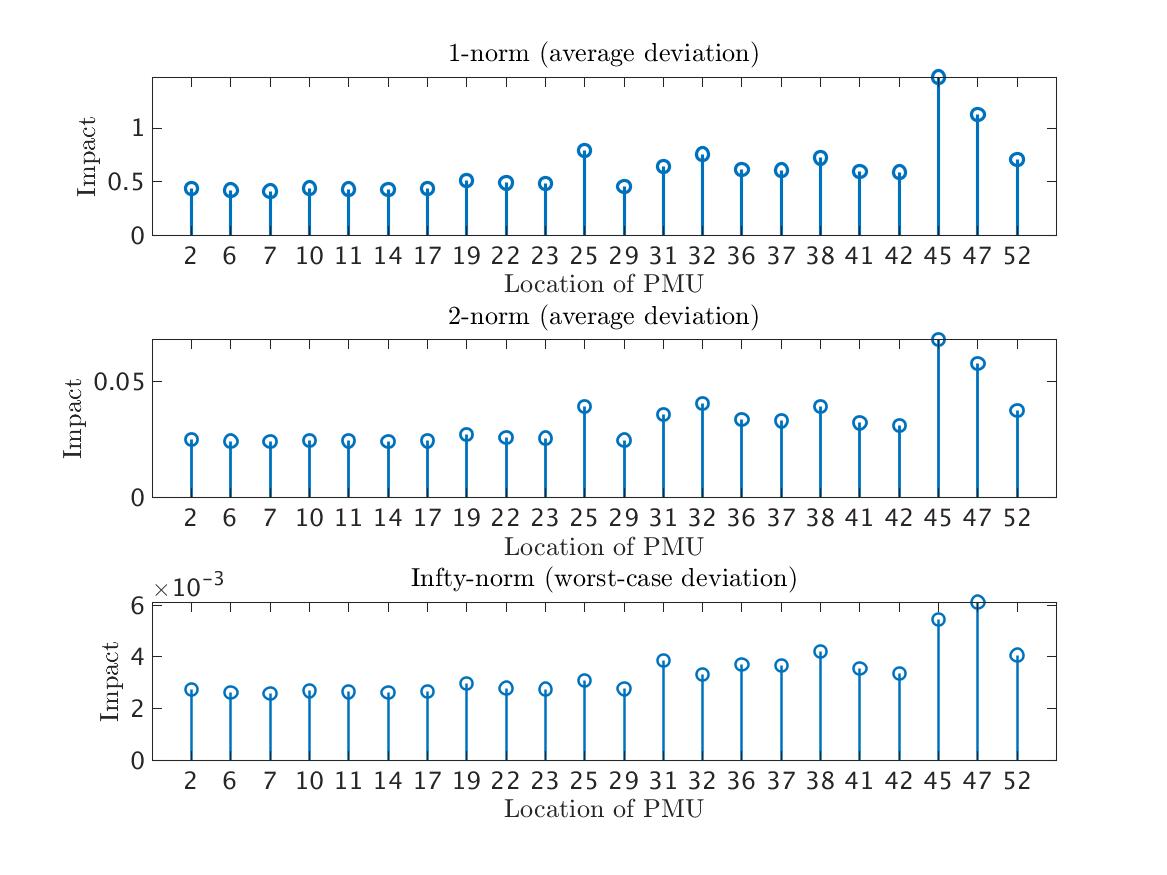 1-norm (average deviation)
Impact
1
0.5
0
2 6 7 10 11 14 17 19 22 23 25 29 31 32 36 37 38 41 42 45 47 52
Location of PMU
2-norm (average deviation)
Impact
0.05
0
2 6 7 10 11 14 17 19 22 23 25 29 31 32 36 37 38 41 42 45 47 52
Location of PMU
Infty-norm (worst-case deviation)
×10⁻³
Impact
6
4
2
0
2 6 7 10 11 14 17 19 22 23 25 29 31 32 36 37 38 41 42 45 47 52
Location of PMU